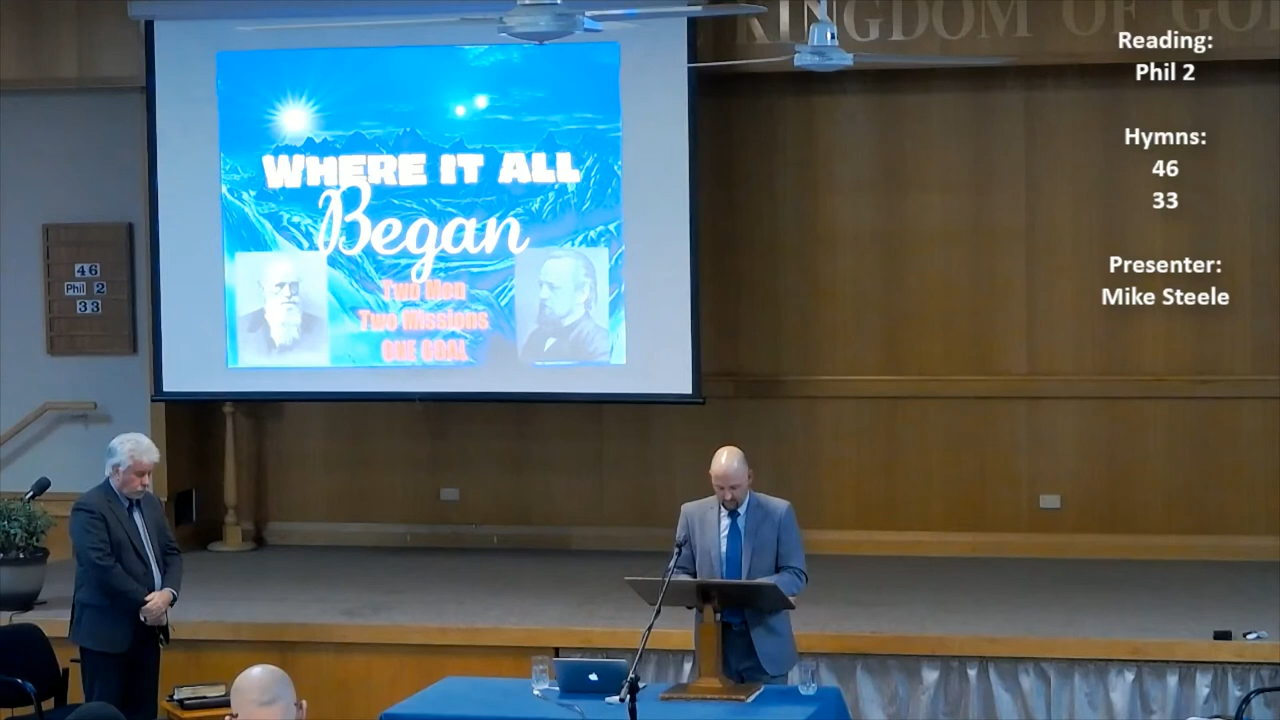 KINGDOM OF GOD
Reading:
Phil 2
Hymns:
46
33
Presenter:
Mike Steele
WHERE IT ALL
Began
Two Men
Two Missions
ONE GOAL
46
Phil 2
33